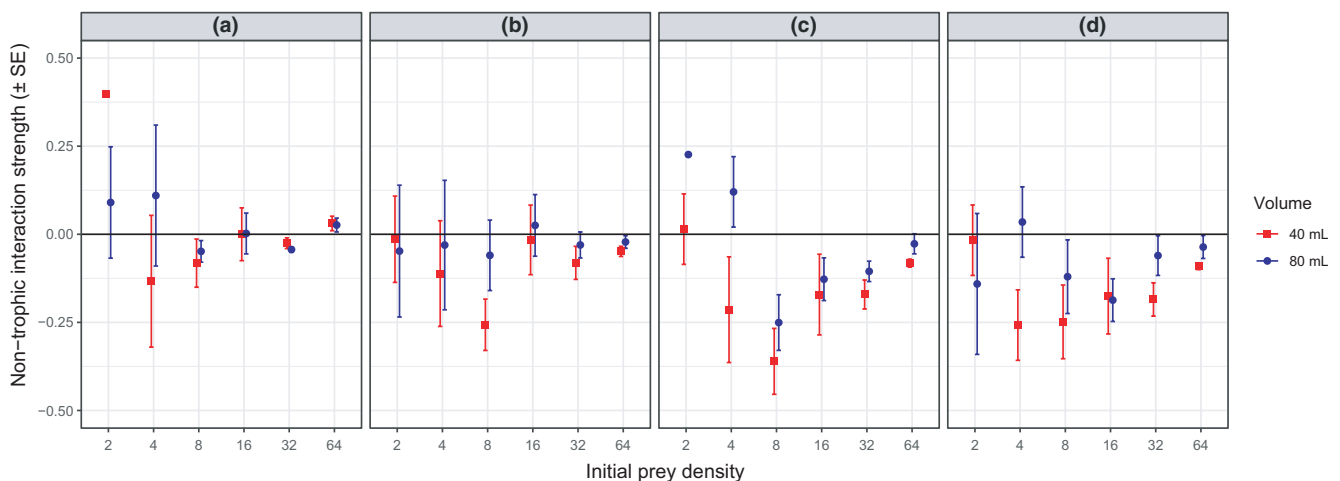 (a) (b) (c) (d)
Non-trophic interaction strength (± SE)
0.50
0.25
0.00
−0.25
−0.50
2 4 8 16 32 64 2 4 8 16 32 64 2 4 8 16 32 64 2 4 8 16 32 64
Initial prey density
Volume
40 mL
80 mL